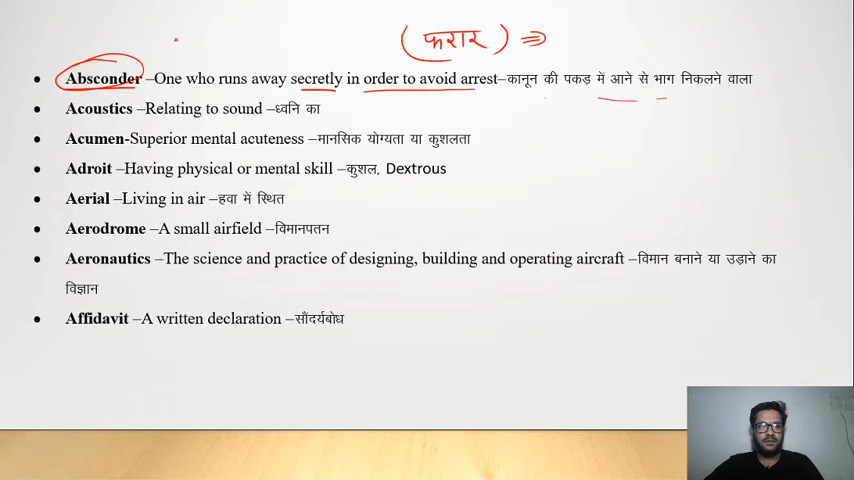 (फरार) ⇒
• Absconder –One who runs away secretly in order to avoid arrest–कानून की पकड़ में आने से भाग निकलने वाला
• Acoustics –Relating to sound –ध्वनि का
• Acumen-Superior mental acuteness –मानसिक योग्यता या कुशलता
• Adroit –Having physical or mental skill –कुशल, Dextrous
• Aerial –Living in air –हवा में स्थित
• Aerodrome –A small airfield –विमानपतन
• Aeronautics –The science and practice of designing, building and operating aircraft –विमान बनाने या उड़ाने का
विज्ञान
• Affidavit –A written declaration –सौंदर्यबोध